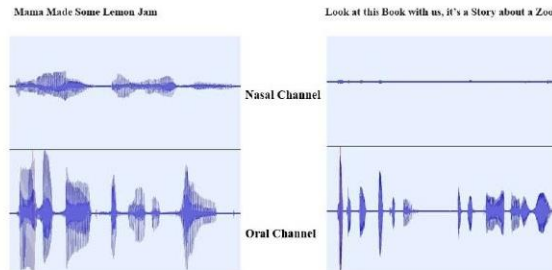 Mama Made Some Lemon Jam
Look at this Book with us, it's a Story about a Zoo
Nasal Channel
Oral Channel